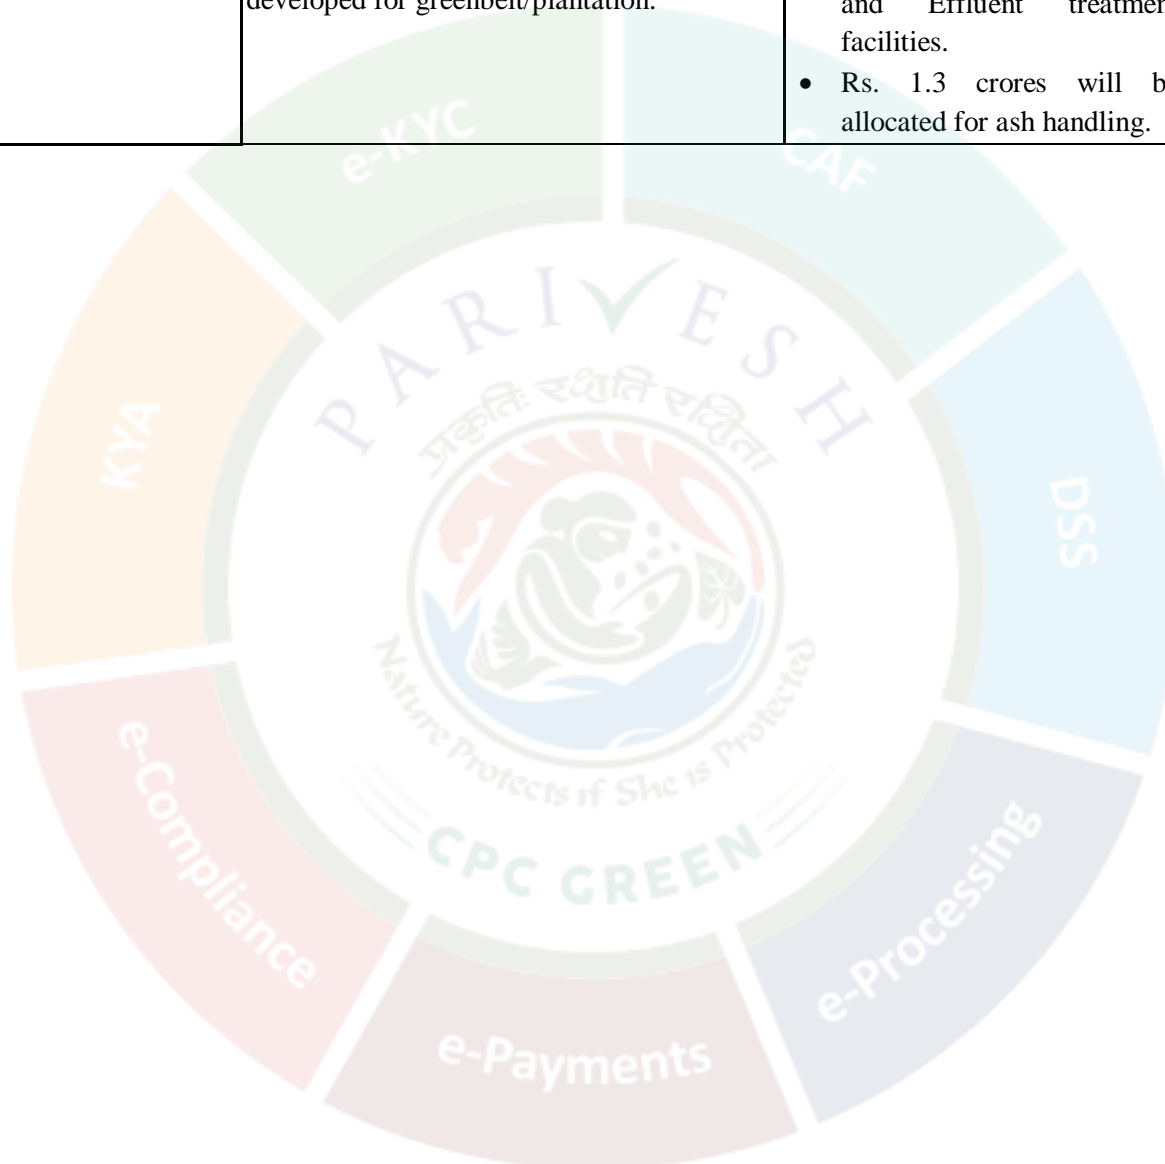 developed for greenbelt/plantation.
and Effluent
facilities.
• Rs. 1.3 crores will
allocated for ash handling.
e-KYC
CAF
KYA
PARIVESH
प्रकृतिः रक्षति रक्षिता
DSS
Nature Protects if She is Protected
e-Compliance
CPC GREEN
e-Processing
e-Payments